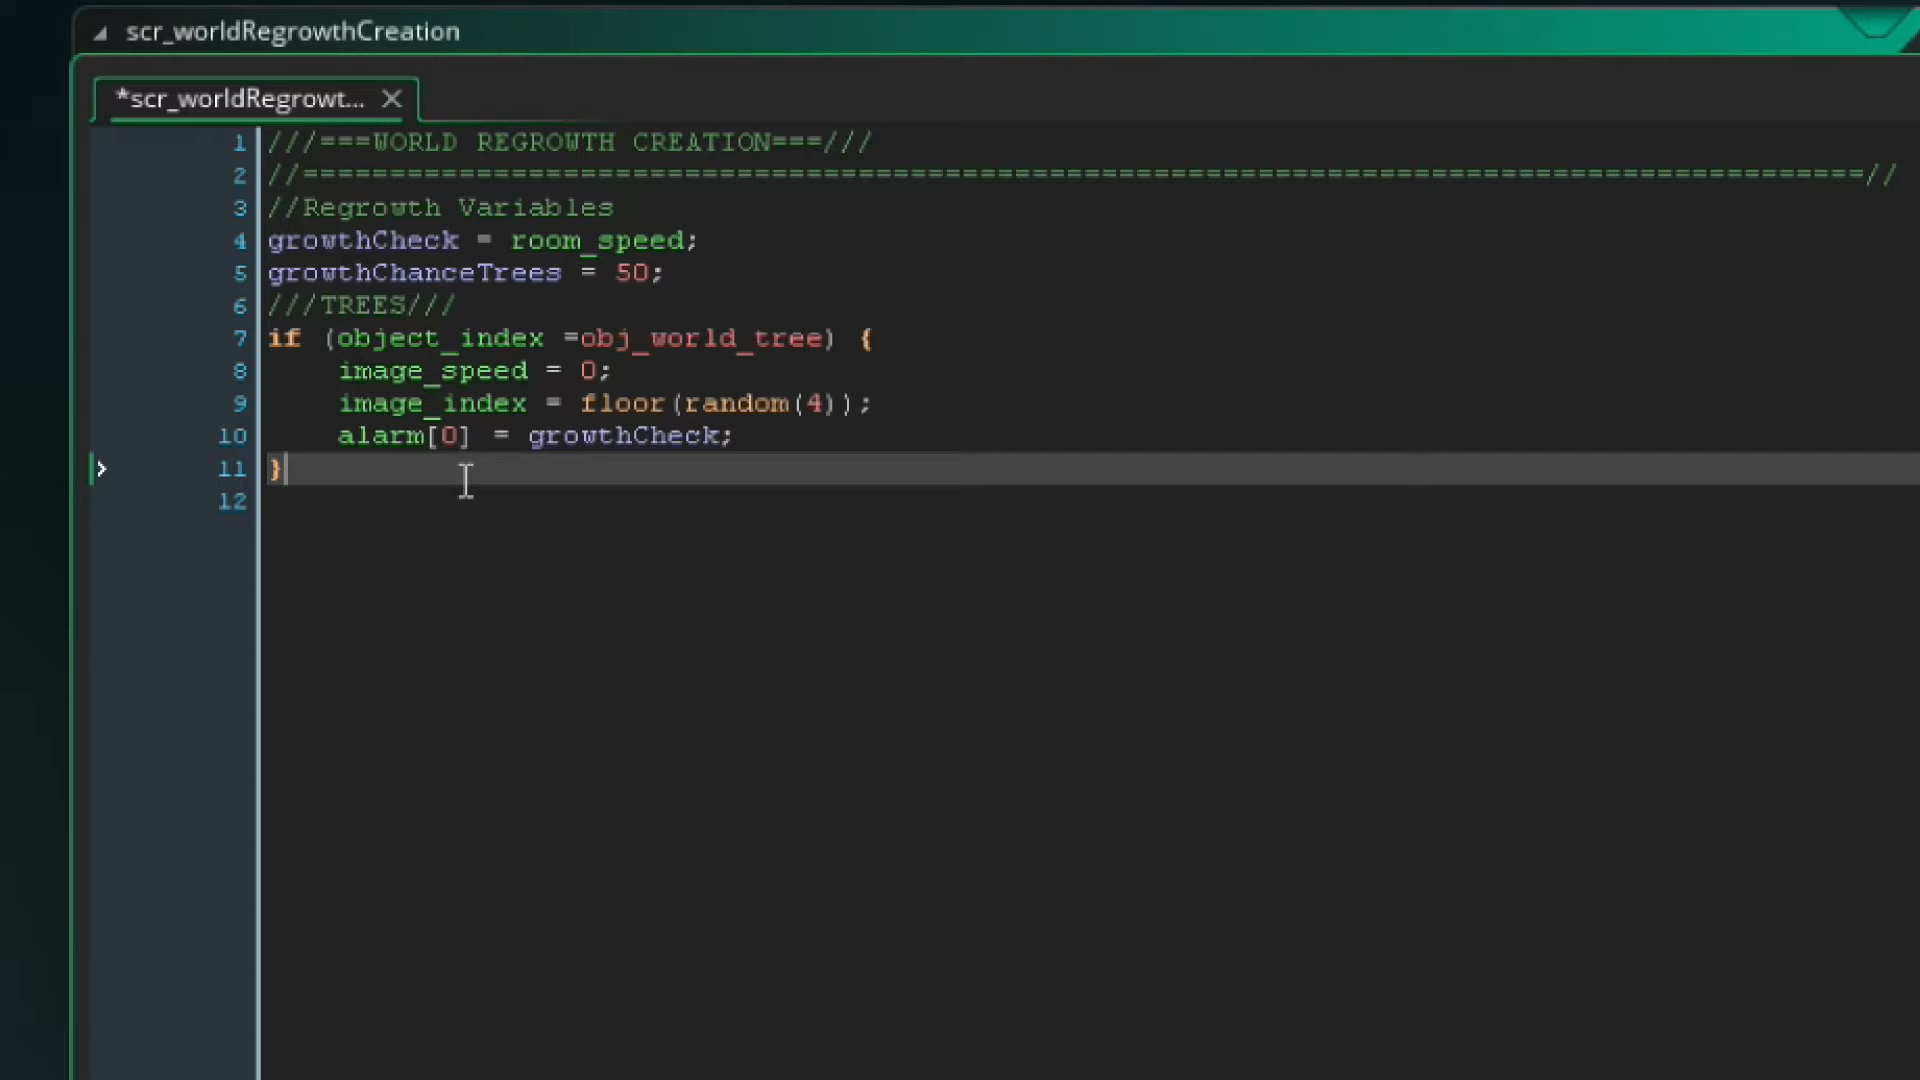 scr_worldRegrowthCreation
*scr_worldRegrowt...
1 ///===WORLD REGROWTH CREATION===///
2 //==========================================================================================//
3 //Regrowth Variables
4 growthCheck = room_speed;
5 growthChanceTrees = 50;
6 ///TREES///
7 if (object_index =obj_world_tree) {
8 image_speed = 0;
9 image_index = floor(random(4));
10 alarm[0] = growthCheck;
11 }
12